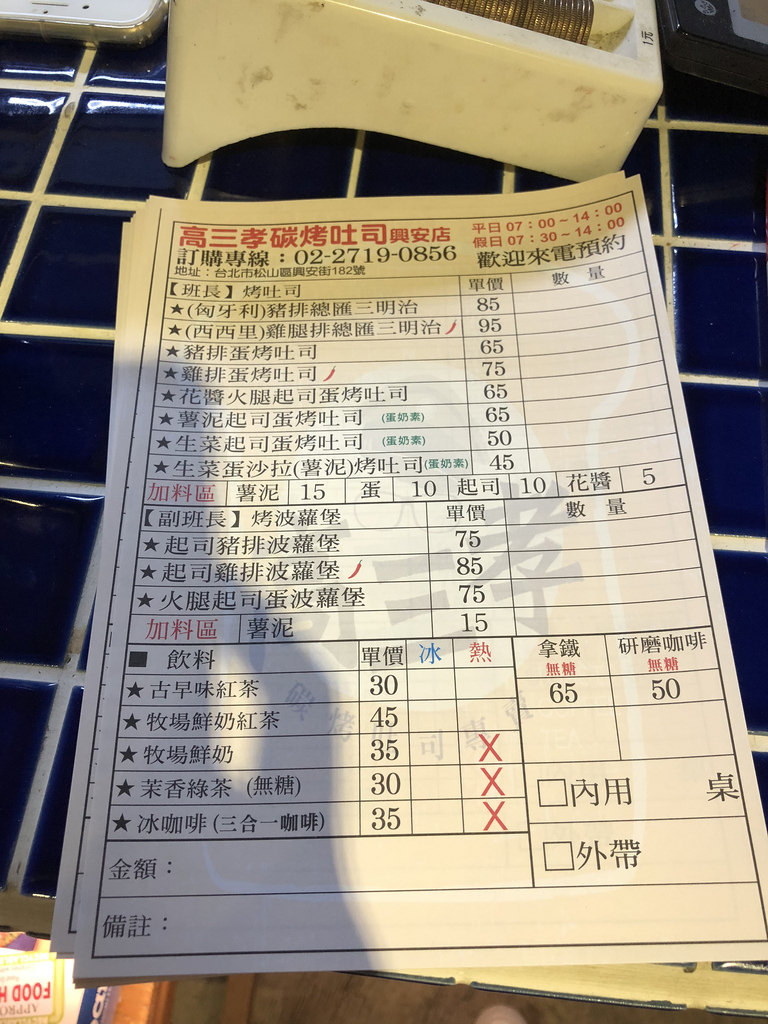 1元
高三孝碳烤吐司興安店
平日 07：00～14：00
假日 07：30～14：00
訂購專線：02-2719-0856 歡迎來電預約
地址：台北市松山區興安街182號
【班長】烤吐司 單價 數 量
★(匈牙利)豬排總匯三明治 85
★(西西里)雞腿排總匯三明治 95
★豬排蛋烤吐司 65
★雞排蛋烤吐司 75
★花醬火腿起司蛋烤吐司 65
★薯泥起司蛋烤吐司 (蛋奶素) 65
★生菜起司蛋烤吐司 (蛋奶素) 50
★生菜蛋沙拉(薯泥)烤吐司(蛋奶素) 45
加料區 薯泥 15 蛋 10 起司 10 花醬 5
【副班長】烤波蘿堡 單價 數 量
★起司豬排波蘿堡 75
★起司雞排波蘿堡 85
★火腿起司蛋波蘿堡 75
加料區 薯泥 15
■ 飲料 單價 冰 熱 拿鐵 無糖 研磨咖啡 無糖
★古早味紅茶 30 65 50
★牧場鮮奶紅茶 45
★牧場鮮奶 35 X
★茉香綠茶 (無糖) 30 X □內用 桌
★冰咖啡(三合一咖啡) 35 X
□外帶
金額：
備註：
高三孝
碳烤吐司專賣
FOOD H